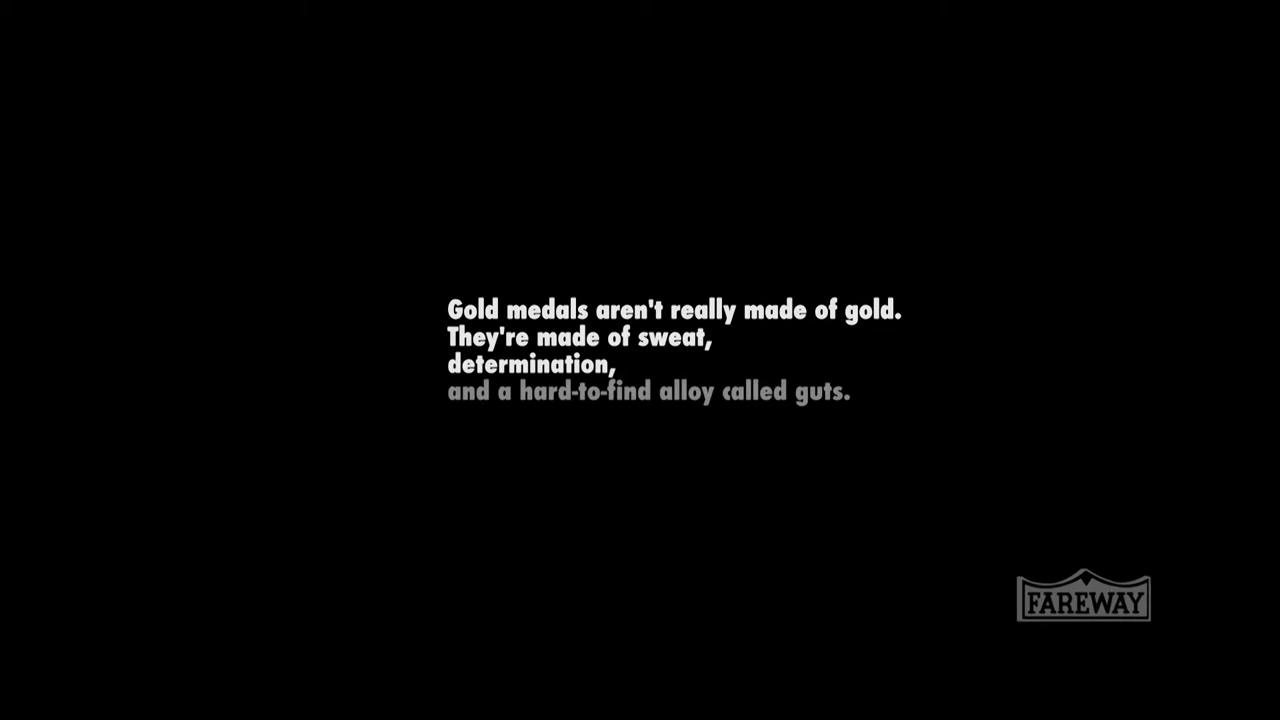 Gold medals aren't really made of gold.
They're made of sweat,
determination,
and a hard-to-find alloy called guts.
FAREWAY